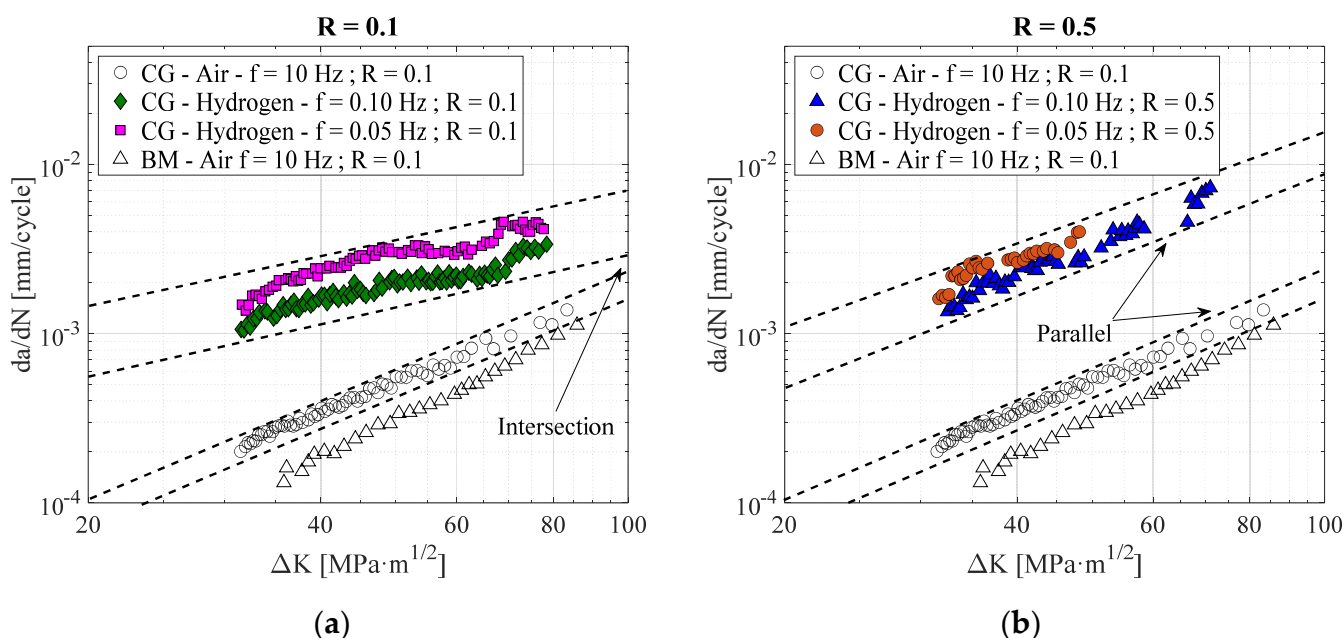 R = 0.1
CG - Air - f = 10 Hz ; R = 0.1
CG - Hydrogen - f = 0.10 Hz ; R = 0.1
CG - Hydrogen - f = 0.05 Hz ; R = 0.1
BM - Air f = 10 Hz ; R = 0.1
10⁻²
10⁻³
10⁻⁴
da/dN [mm/cycle]
Intersection
20
40
60
80
100
ΔK [MPa·m^1/2]
(a)
R = 0.5
CG - Air - f = 10 Hz ; R = 0.1
CG - Hydrogen - f = 0.10 Hz ; R = 0.5
CG - Hydrogen - f = 0.05 Hz ; R = 0.5
BM - Air f = 10 Hz ; R = 0.1
10⁻²
10⁻³
10⁻⁴
da/dN [mm/cycle]
Parallel
20
40
60
80
100
ΔK [MPa·m^1/2]
(b)